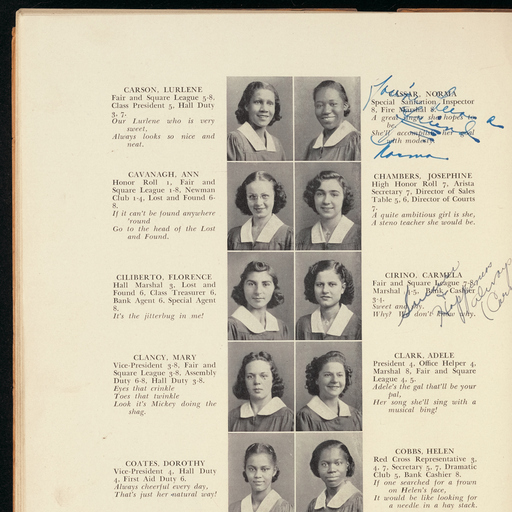 CARSON, LURLENE
Fair and Square League 5-8,
Class President 5, Hall Duty
3, 7.
Our Lurlene who is very
sweet,
Always looks so nice and
neat.
CAVANAGH, ANN
Honor Roll 1, Fair and
Square League 1-8, Newman
Club 1-4, Lost and Found 6-
8.
If it can't be found anywhere
'round
Go to the head of the Lost
and Found.
CILIBERTO, FLORENCE
Hall Marshal 3, Lost and
Found 6, Class Treasurer 6,
Bank Agent 6, Special Agent
8.
It's the jitterbug in me!
CLANCY, MARY
Vice-President 3-8, Fair and
Square League 3-8, Assembly
Duty 6-8, Hall Duty 3-8.
Eyes that crinkle
Toes that twinkle
Look it's Mickey doing the
shag.
COATES, DOROTHY
Vice-President 4, Hall Duty
4, First Aid Duty 6.
Always cheerful every day,
That's just her natural way!
NORMA
Special Sanitation Inspector
8, Fire Marshal 8.
A great singer she hopes to
be
She'll accomplish her goal
with modesty.
Norma
CHAMBERS, JOSEPHINE
High Honor Roll 7, Arista
Secretary 7, Director of Sales
Table 5, 6, Director of Courts
7.
A quite ambitious girl is she,
A steno teacher she would be.
CIRINO, CARMELA
Fair and Square League 7-8,
Marshal 4-5, Bank Cashier
3-4.
Sweet and
Why? We don't know why.
CLARK, ADELE
President 4, Office Helper 4,
Marshal 8, Fair and Square
League 4, 5.
Adele's the gal that'll be your
pal,
Her song she'll sing with a
musical bing!
COBBS, HELEN
Red Cross Representative 3,
4, 7, Secretary 5, 7, Dramatic
Club 5, Bank Cashier 8.
If one searched for a frown
on Helen's face,
It would be like looking for
a needle in a hay stack.